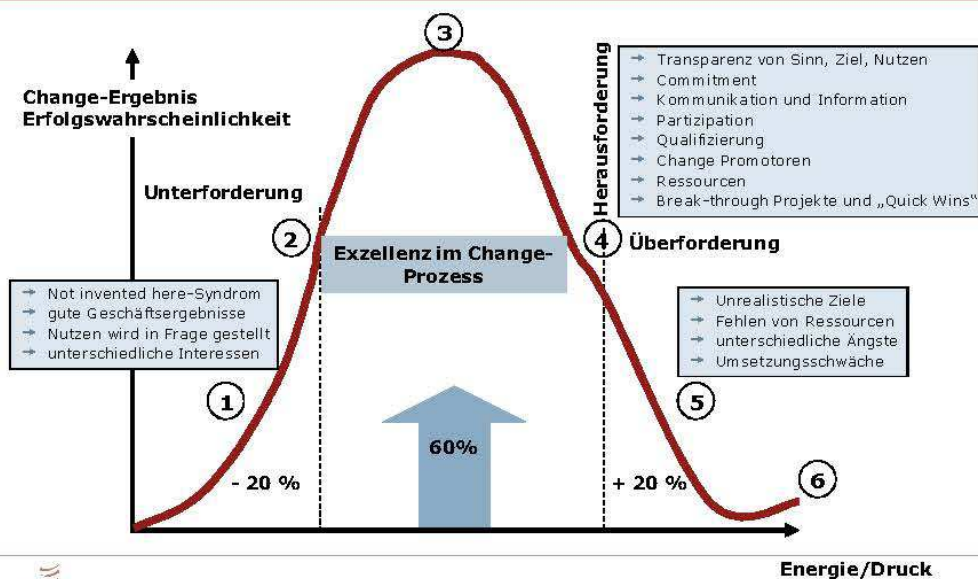 3
Change-Ergebnis
Erfolgswahrscheinlichkeit
Herausforderung
→ Transparenz von Sinn, Ziel, Nutzen
→ Commitment
→ Kommunikation und Information
→ Partizipation
→ Qualifizierung
→ Change Promotoren
→ Ressourcen
→ Break-through Projekte und „Quick Wins“
Unterforderung
2
Exzellenz im Change-
Prozess
4
Überforderung
→ Not invented here-Syndrom
→ gute Geschäftsergebnisse
→ Nutzen wird in Frage gestellt
→ unterschiedliche Interessen
→ Unrealistische Ziele
→ Fehlen von Ressourcen
→ unterschiedliche Ängste
→ Umsetzungsschwäche
1
5
60%
- 20 %
+ 20 %
6
Energie/Druck